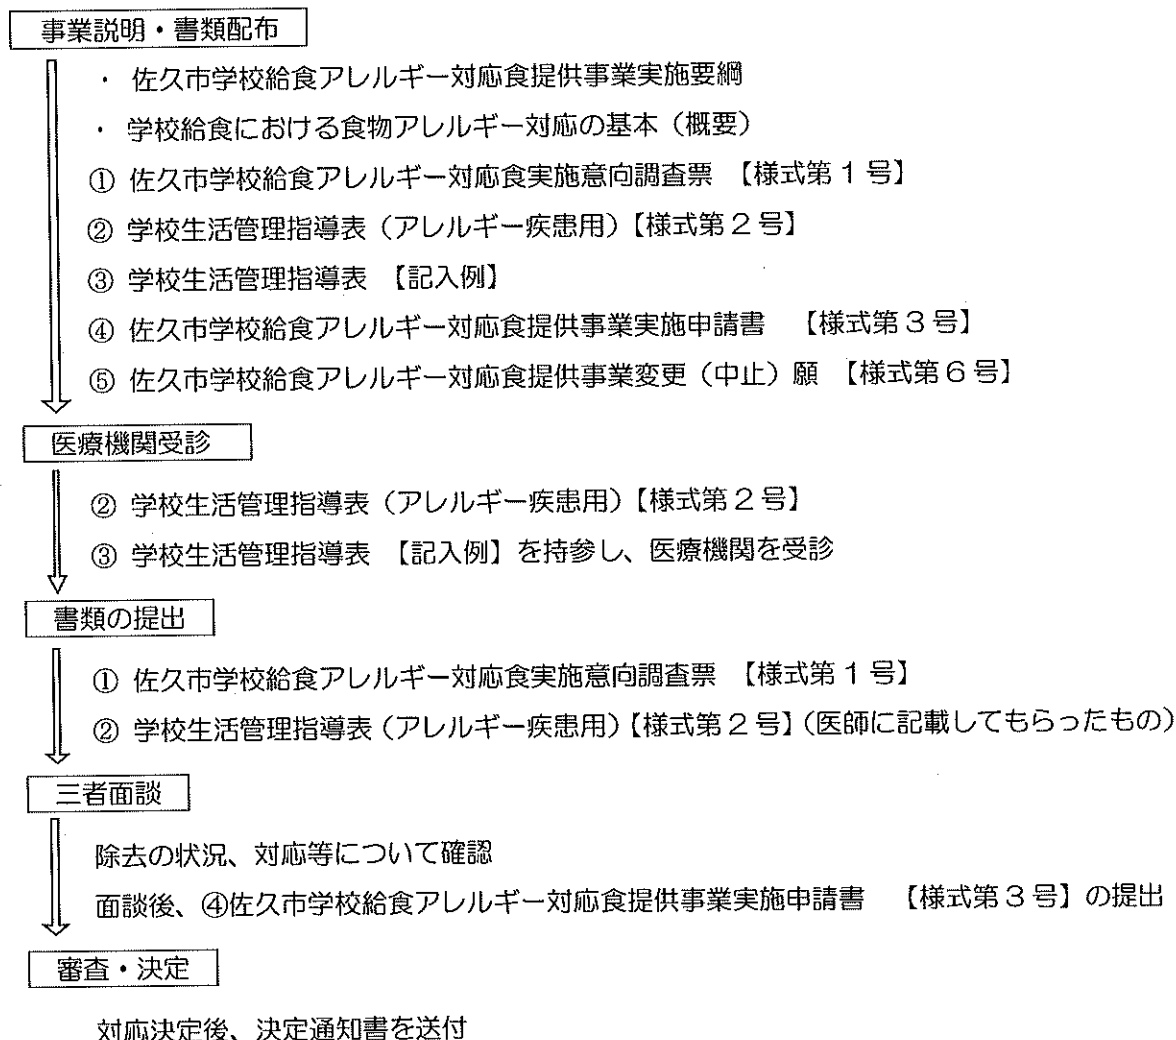 事業説明・書類配布
・ 佐久市学校給食アレルギー対応食提供事業実施要綱
・ 学校給食における食物アレルギー対応の基本（概要）
① 佐久市学校給食アレルギー対応食実施意向調査票 【様式第1号】
② 学校生活管理指導表（アレルギー疾患用）【様式第2号】
③ 学校生活管理指導表 【記入例】
④ 佐久市学校給食アレルギー対応食提供事業実施申請書 【様式第3号】
⑤ 佐久市学校給食アレルギー対応食提供事業変更（中止）願 【様式第6号】
医療機関受診
② 学校生活管理指導表（アレルギー疾患用）【様式第2号】
③ 学校生活管理指導表 【記入例】を持参し、医療機関を受診
書類の提出
① 佐久市学校給食アレルギー対応食実施意向調査票 【様式第1号】
② 学校生活管理指導表（アレルギー疾患用）【様式第2号】（医師に記載してもらったもの）
三者面談
除去の状況、対応等について確認
面談後、④佐久市学校給食アレルギー対応食提供事業実施申請書 【様式第3号】の提出
審査・決定
対応決定後、決定通知書を送付